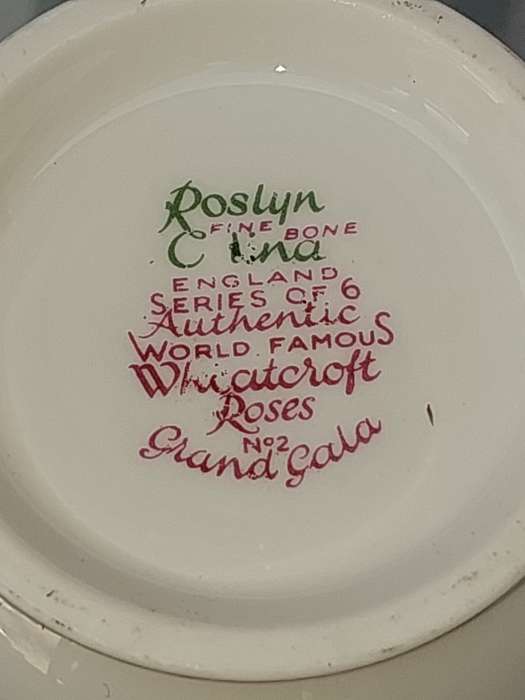 Roslyn
FINE BONE
China
ENGLAND
SERIES OF 6
Authentic
WORLD FAMOUS
Wheatcroft
Roses
No2
Grand Gala